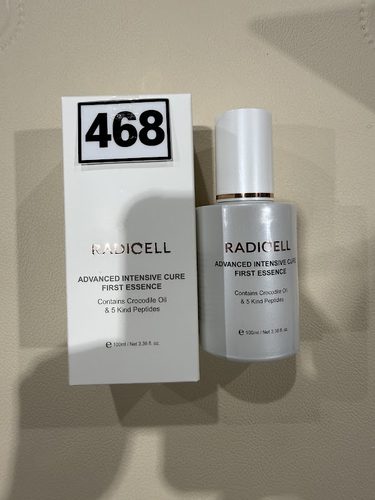 468
RADICELL
ADVANCED INTENSIVE CURE
FIRST ESSENCE
Contains Crocodile Oil
& 5 Kind Peptides
℮ 100ml / Net 3.38 fl. oz.
RADICELL
ADVANCED INTENSIVE CURE
FIRST ESSENCE
Contains Crocodile Oil
& 5 Kind Peptides
℮ 100ml / Net 3.38 fl. oz.